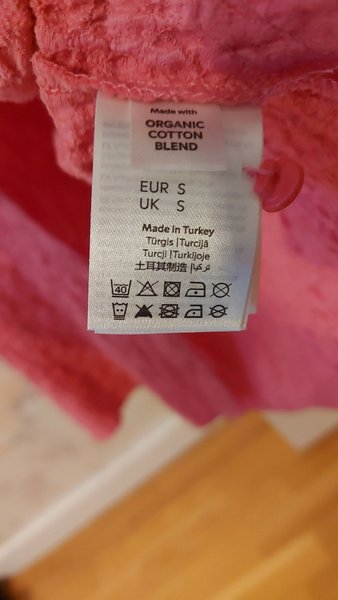 Made with
ORGANIC
COTTON
BLEND
EUR S
UK S
Made in Turkey
Türgis |Turcijā
Turcji |Turkijoje
土耳其制造 |تركيا
40